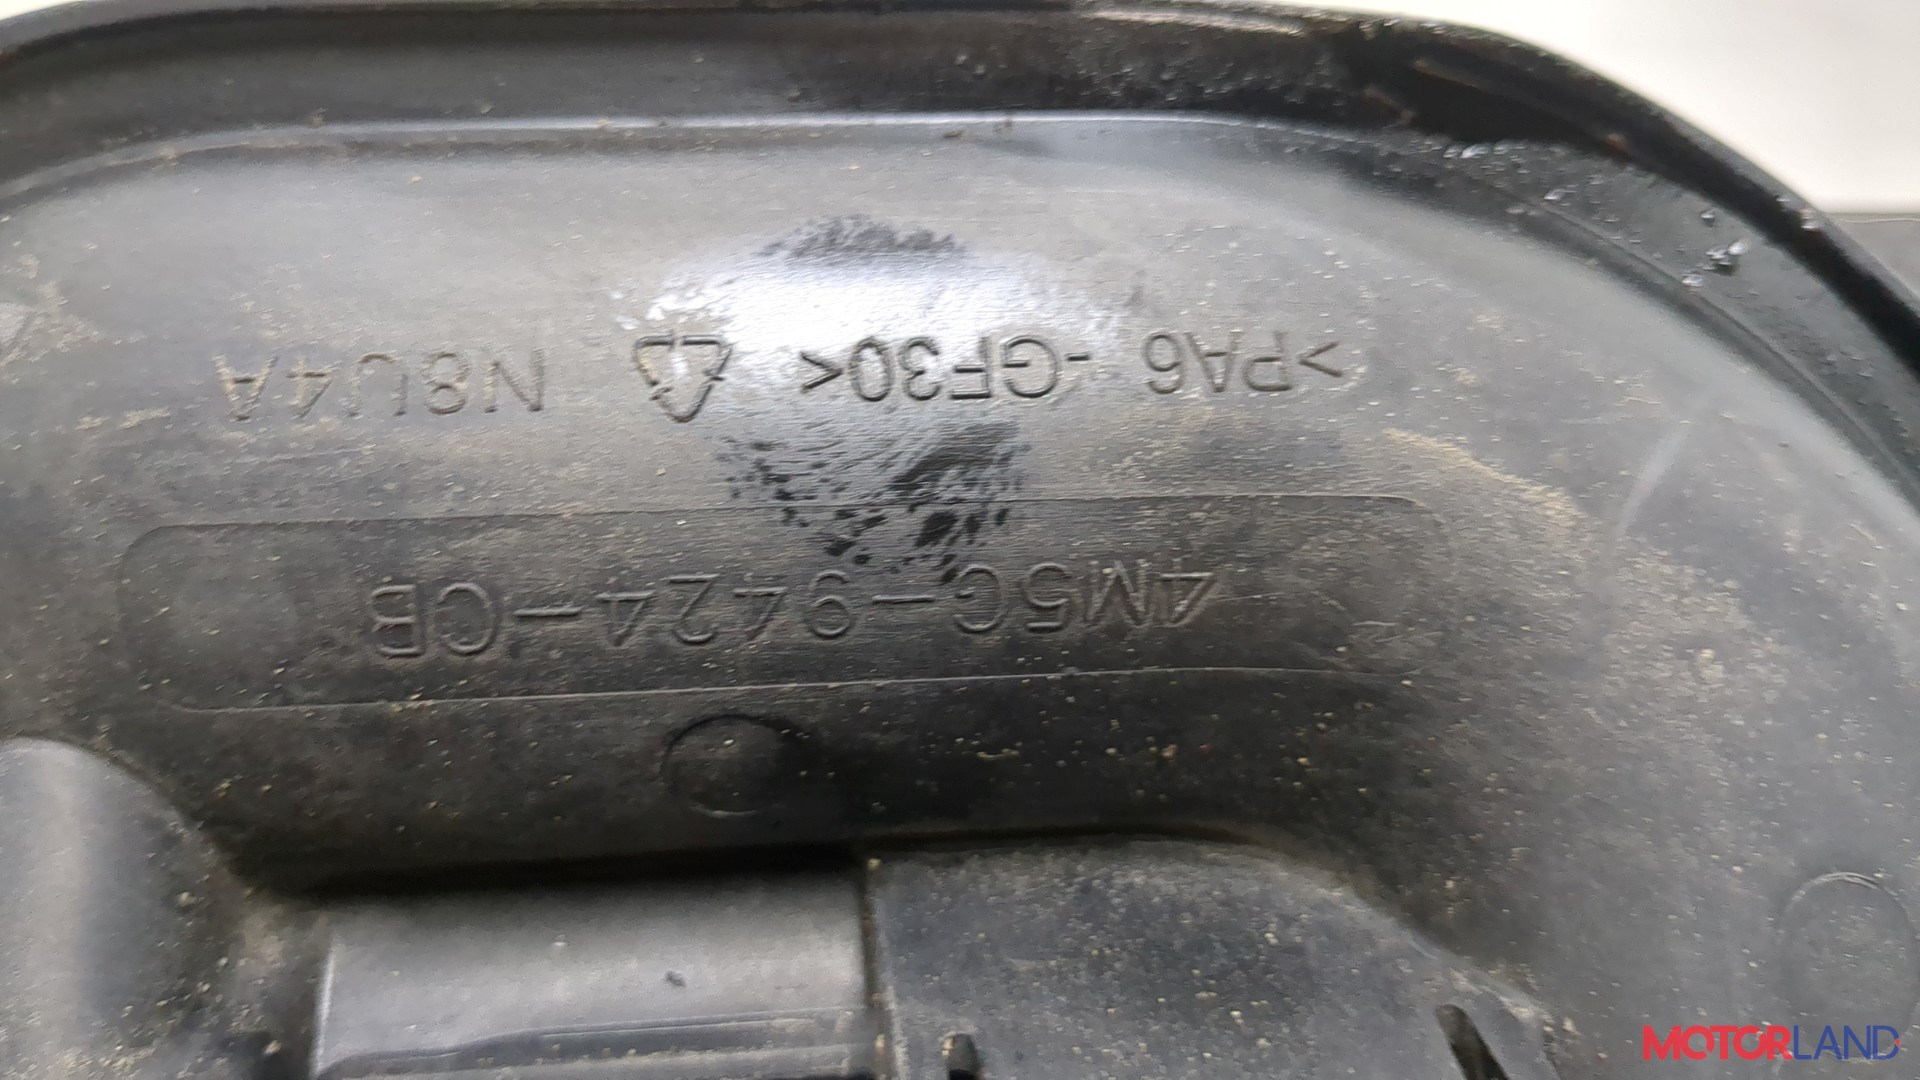 4M5G-9424-CB
>PA6 -GF30< N8U4A
MOTORLAND